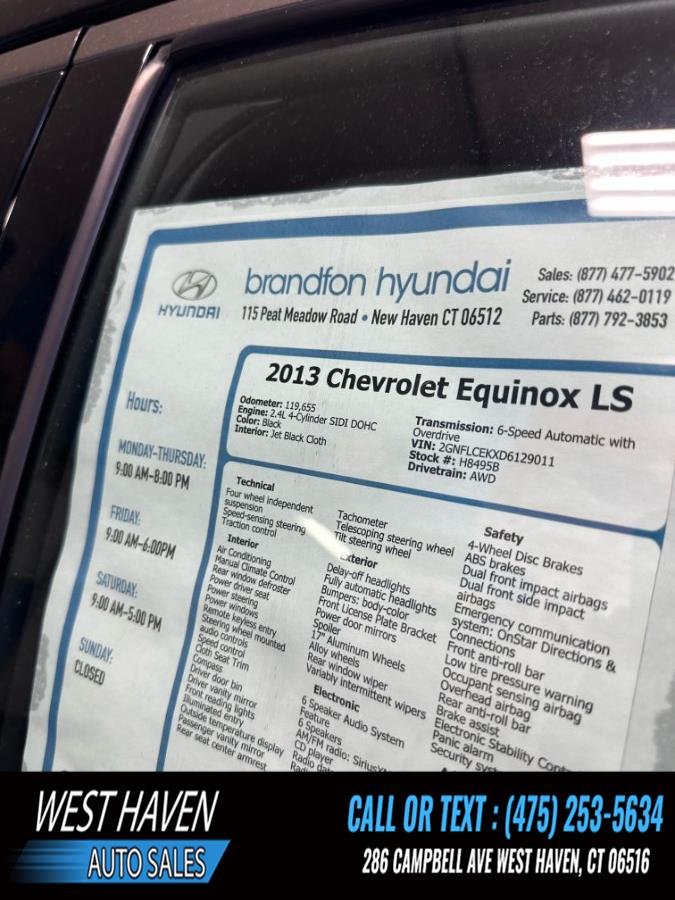 HYUNDAI
brandfon hyundai
115 Peat Meadow Road • New Haven CT 06512
Sales: (877) 477-5902
Service: (877) 462-0119
Parts: (877) 792-3853
Hours:
MONDAY-THURSDAY:
9:00 AM-8:00 PM
FRIDAY:
9:00 AM-6:00PM
SATURDAY:
9:00 AM-5:00 PM
SUNDAY:
CLOSED
2013 Chevrolet Equinox LS
Odometer: 119,655
Engine: 2.4L 4-Cylinder SIDI DOHC
Color: Black
Interior: Jet Black Cloth
Transmission: 6-Speed Automatic with
Overdrive
VIN: 2GNFLCEKXD6129011
Stock #: H8495B
Drivetrain: AWD
Technical
Four wheel independent
suspension
Speed-sensing steering
Traction control
Interior
Air Conditioning
Manual Climate Control
Rear window defroster
Power driver seat
Power steering
Power windows
Remote keyless entry
Steering wheel mounted
audio controls
Speed control
Cloth Seat Trim
Compass
Driver door bin
Driver vanity mirror
Front reading lights
Illuminated entry
Outside temperature display
Passenger vanity mirror
Rear seat center armrest
Tachometer
Telescoping steering wheel
Tilt steering wheel
Exterior
Delay-off headlights
Fully automatic headlights
Bumpers: body-color
Front License Plate Bracket
Power door mirrors
Spoiler
17" Aluminum Wheels
Alloy wheels
Rear window wiper
Variably intermittent wipers
Electronic
6 Speaker Audio System
Feature
6 Speakers
AM/FM radio: SiriusX
CD player
Radio dat
Safety
4-Wheel Disc Brakes
ABS brakes
Dual front impact airbags
Dual front side impact
airbags
Emergency communication
system: OnStar Directions &
Connections
Front anti-roll bar
Low tire pressure warning
Occupant sensing airbag
Overhead airbag
Rear anti-roll bar
Brake assist
Electronic Stability Cont
Panic alarm
Security syst
WEST HAVEN
AUTO SALES
CALL OR TEXT : (475) 253-5634
286 CAMPBELL AVE WEST HAVEN, CT 06516